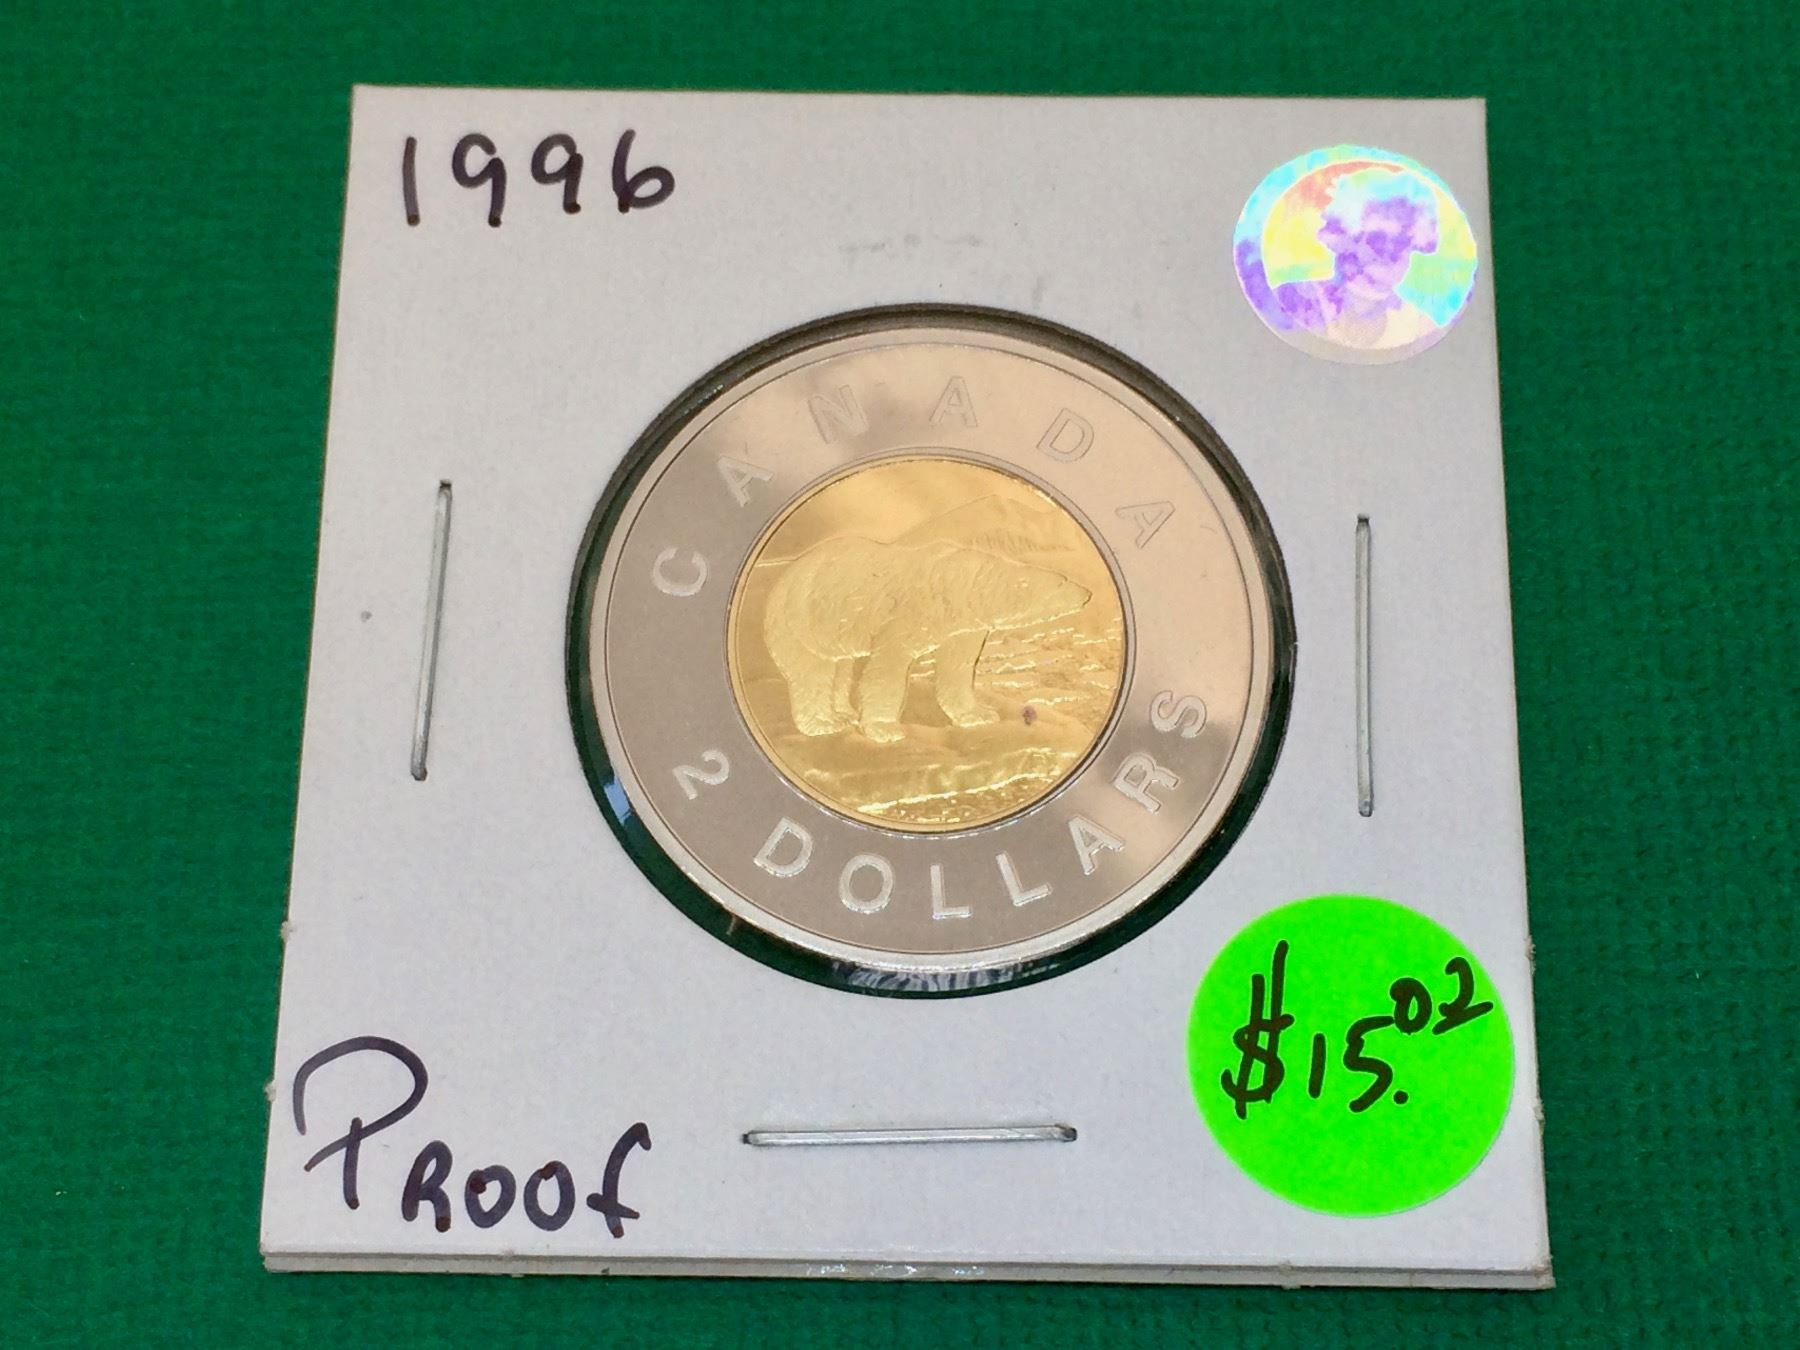 1996
CANADA
2 DOLLARS
$15.02
Proof